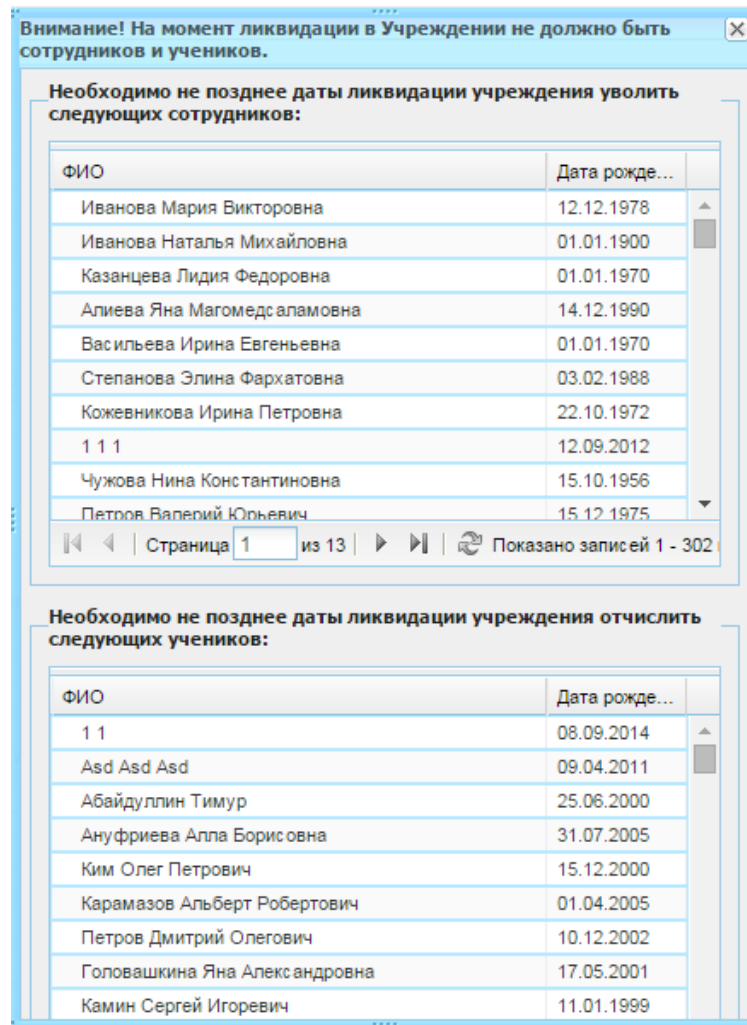 Внимание! На момент ликвидации в Учреждении не должно быть
сотрудников и учеников.
Необходимо не позднее даты ликвидации учреждения уволить
следующих сотрудников:
ФИО Дата рожде...
Иванова Мария Викторовна 12.12.1978
Иванова Наталья Михайловна 01.01.1900
Казанцева Лидия Федоровна 01.01.1970
Алиева Яна Магомедсаламовна 14.12.1990
Васильева Ирина Евгеньевна 01.01.1970
Степанова Элина Фархатовна 03.02.1988
Кожевникова Ирина Петровна 22.10.1972
1 1 1 12.09.2012
Чужова Нина Константиновна 15.10.1956
Петров Валерий Юрьевич 15.12.1975
Страница 1 из 13 Показано записей 1 - 302
Необходимо не позднее даты ликвидации учреждения отчислить
следующих учеников:
ФИО Дата рожде...
1 1 08.09.2014
Asd Asd Asd 09.04.2011
Абайдуллин Тимур 25.06.2000
Ануфриева Алла Борисовна 31.07.2005
Ким Олег Петрович 15.12.2000
Карамазов Альберт Робертович 01.04.2005
Петров Дмитрий Олегович 10.12.2002
Головашкина Яна Александровна 17.05.2001
Камин Сергей Игоревич 11.01.1999